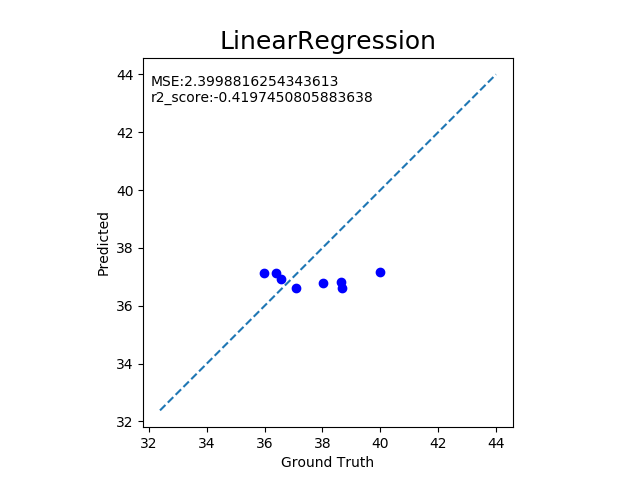 LinearRegression
MSE:2.3998816254343613
r2_score:-0.4197450805883638
44
42
40
38
36
34
32
Predicted
32 34 36 38 40 42 44
Ground Truth